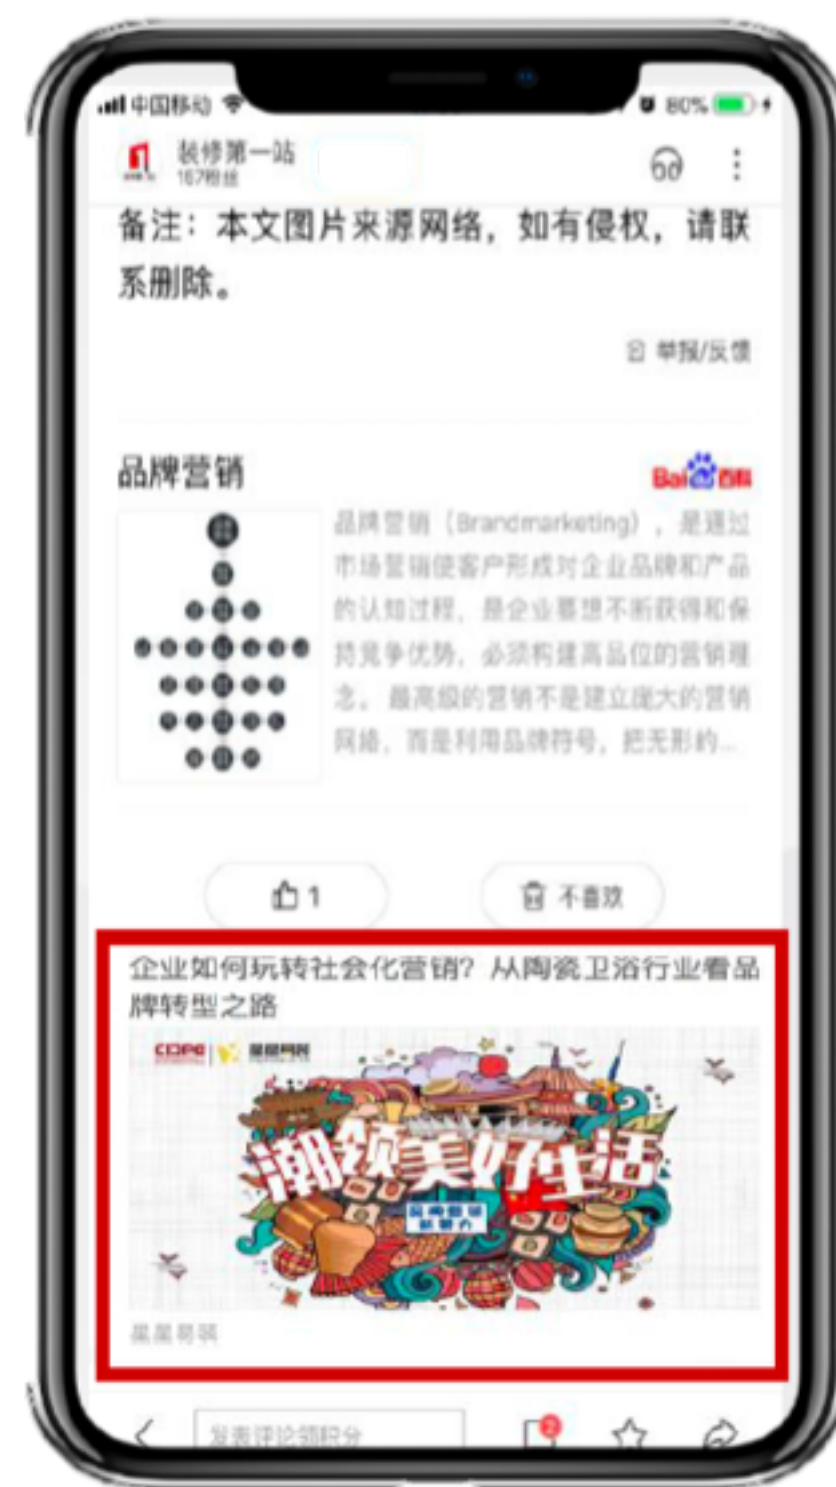 中国移动
80%
装修第一站
167粉丝
备注：本文图片来源网络，如有侵权，请联
系删除。
举报/反馈
品牌营销
Bai 百科
品牌营销（Brandmarketing），是通过
市场营销使客户形成对企业品牌和产品
的认知过程，是企业要想不断获得和保
持竞争优势，必须构建高品位的营销理
念。最高级的营销不是建立庞大的营销
网络，而是利用品牌符号，把无形的...
1
不喜欢
企业如何玩转社会化营销？从陶瓷卫浴行业看品
牌转型之路
潮领美好生活
发表评论领积分
2